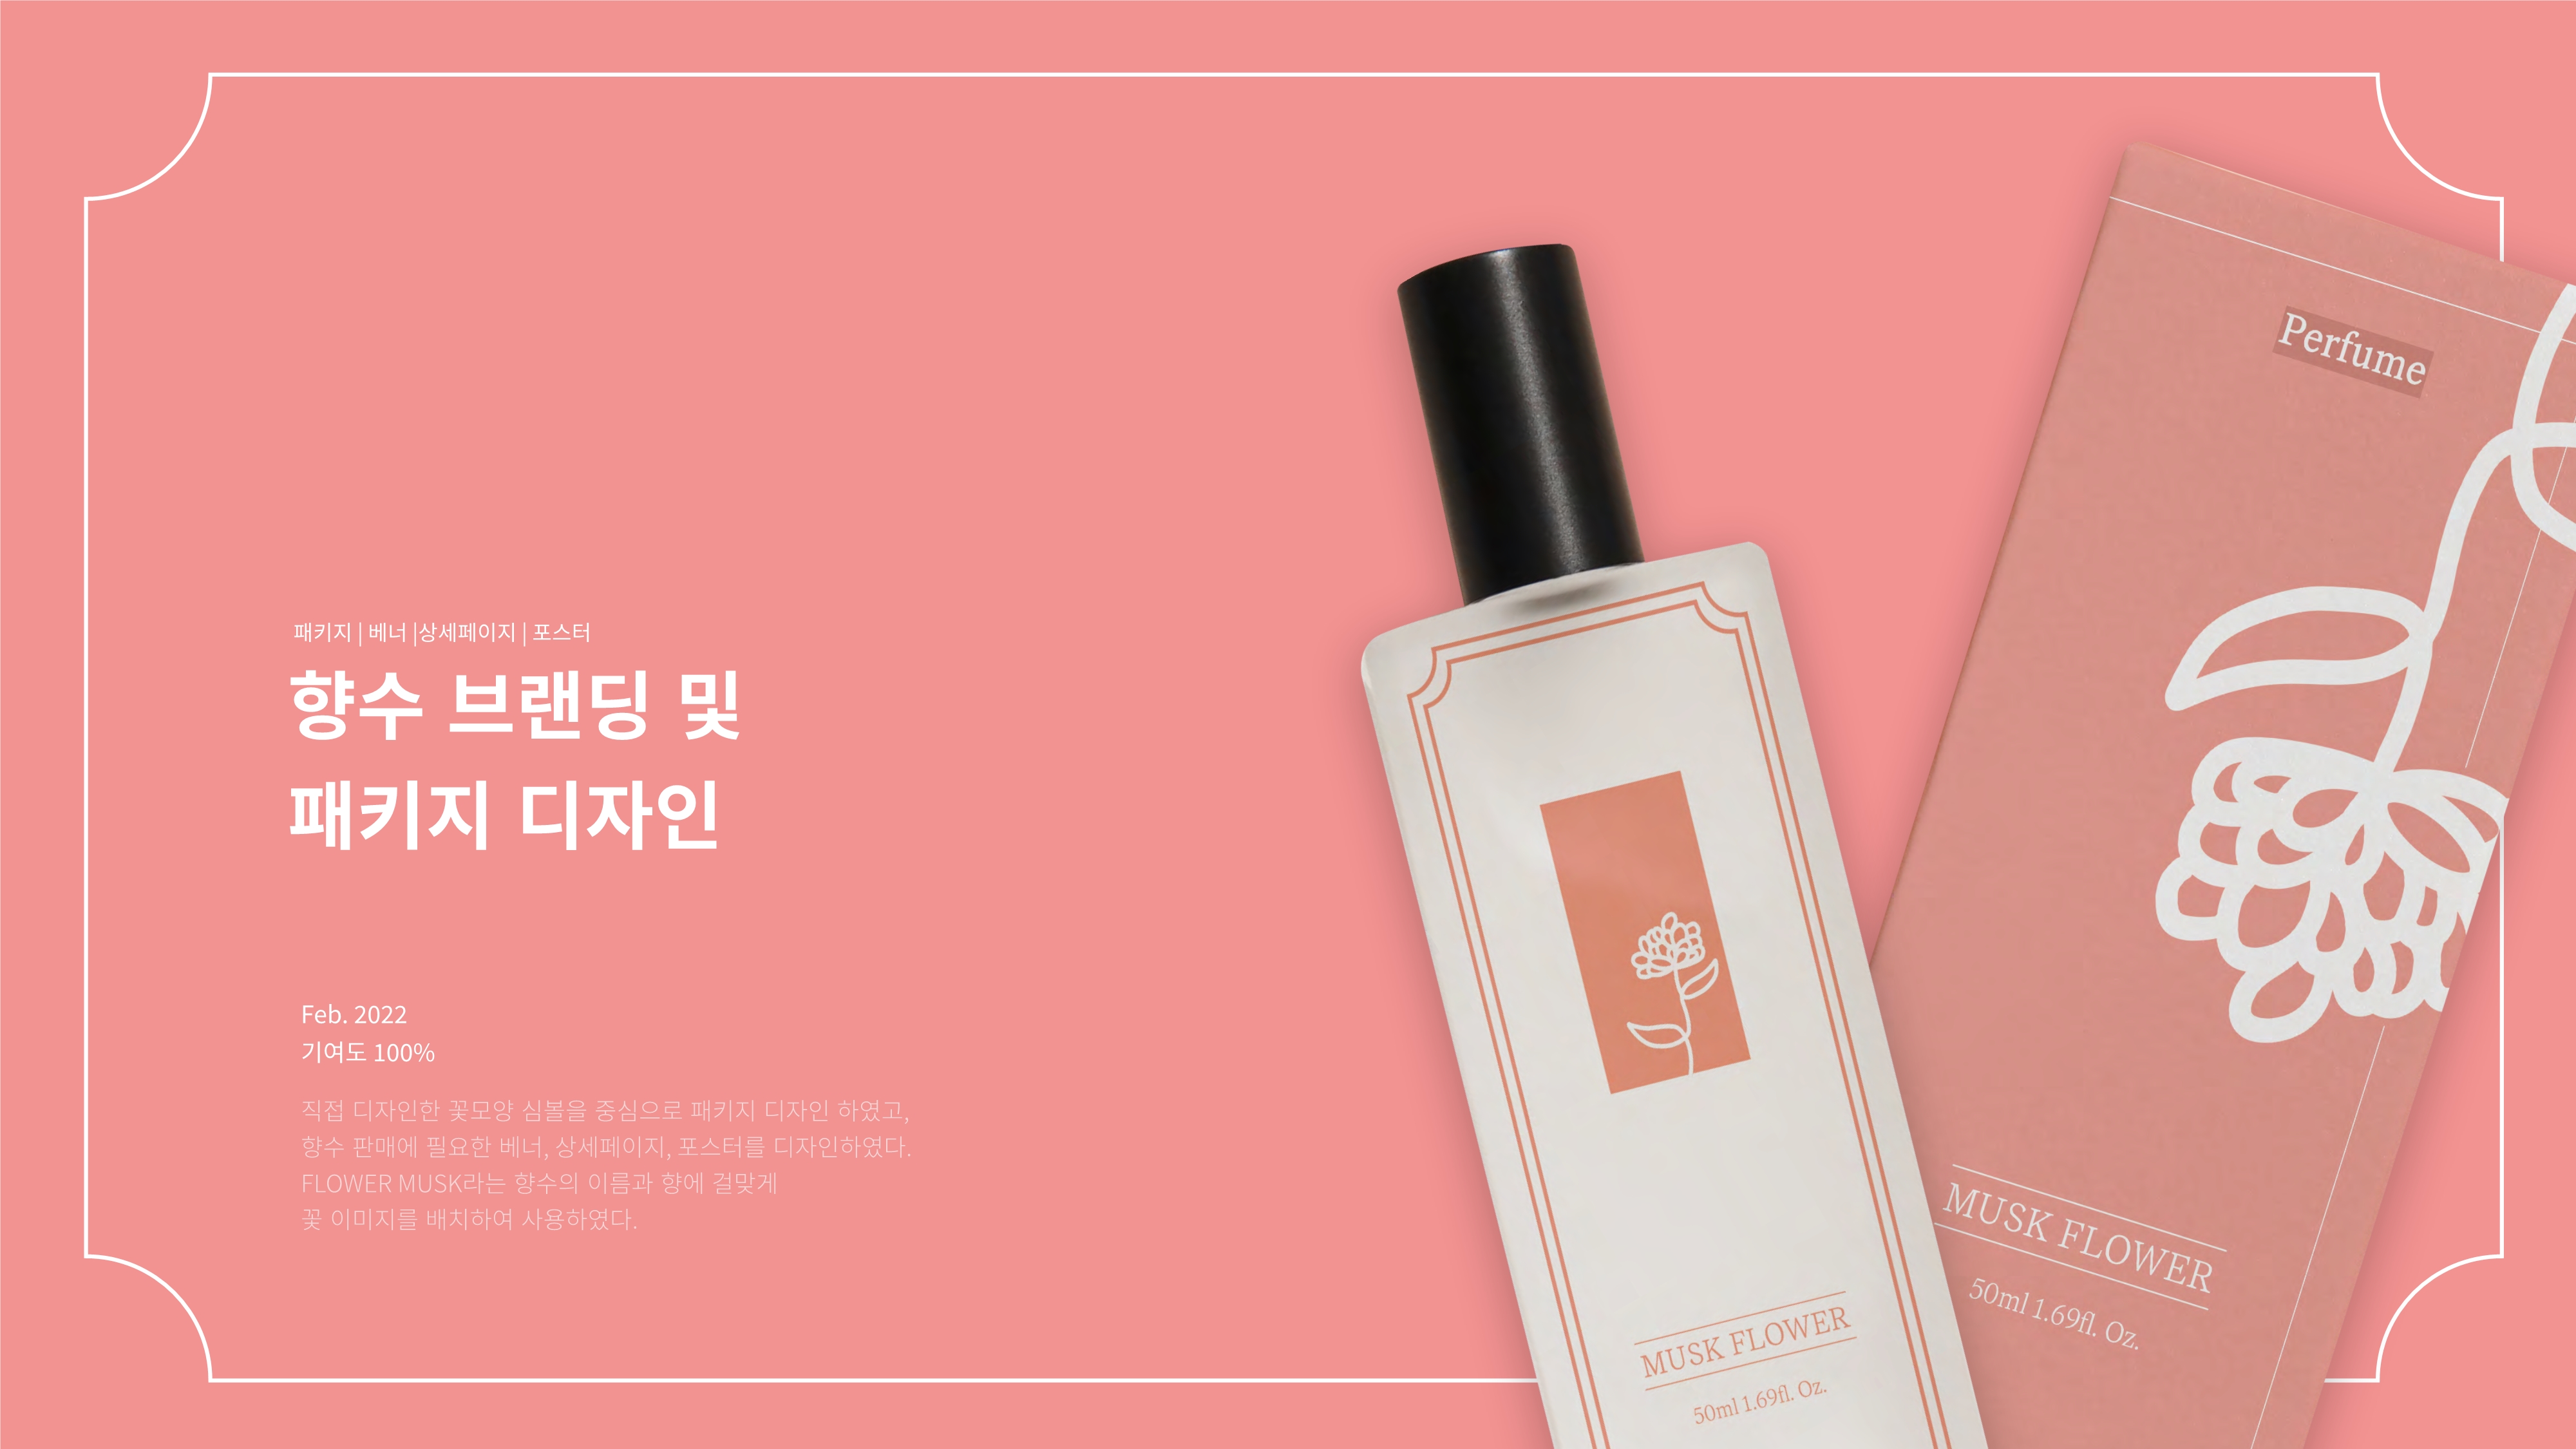 패키지 | 베너 |상세페이지 | 포스터
향수 브랜딩 및
패키지 디자인
Feb. 2022
기여도 100%
직접 디자인한 꽃모양 심볼을 중심으로 패키지 디자인 하였고,
향수 판매에 필요한 베너, 상세페이지, 포스터를 디자인하였다.
FLOWER MUSK라는 향수의 이름과 향에 걸맞게
꽃 이미지를 배치하여 사용하였다.
MUSK FLOWER
50ml 1.69fl. Oz.
Perfume
MUSK FLOWER
50ml 1.69fl. Oz.